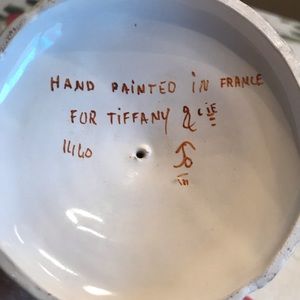 HAND PAINTED IN FRANCE
FOR TIFFANY & CIE
1460